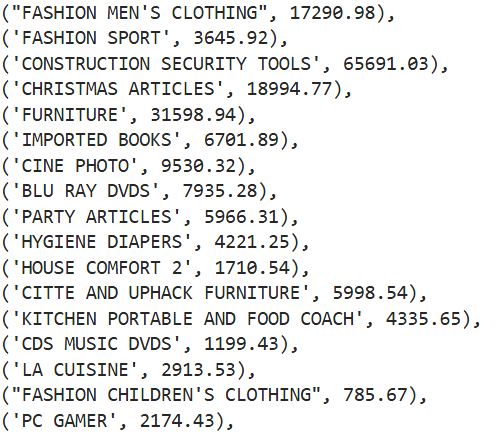 ("FASHION MEN'S CLOTHING", 17290.98),
('FASHION SPORT', 3645.92),
('CONSTRUCTION SECURITY TOOLS', 65691.03),
('CHRISTMAS ARTICLES', 18994.77),
('FURNITURE', 31598.94),
('IMPORTED BOOKS', 6701.89),
('CINE PHOTO', 9530.32),
('BLU RAY DVDS', 7935.28),
('PARTY ARTICLES', 5966.31),
('HYGIENE DIAPERS', 4221.25),
('HOUSE COMFORT 2', 1710.54),
('CITTE AND UPHACK FURNITURE', 5998.54),
('KITCHEN PORTABLE AND FOOD COACH', 4335.65),
('CDS MUSIC DVDS', 1199.43),
('LA CUISINE', 2913.53),
("FASHION CHILDREN'S CLOTHING", 785.67),
('PC GAMER', 2174.43),